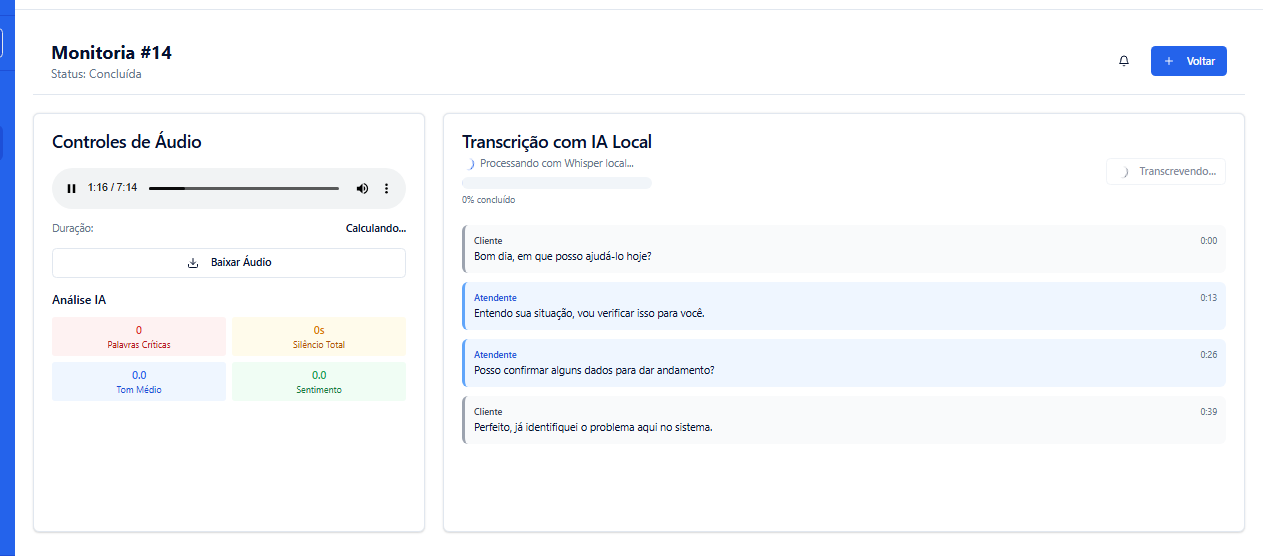 Monitoria #14
Status: Concluída
Voltar
Controles de Áudio
1:16 / 7:14
Duração:
Calculando...
Baixar Áudio
Análise IA
0
Palavras Críticas
0s
Silêncio Total
0.0
Tom Médio
0.0
Sentimento
Transcrição com IA Local
Processando com Whisper local...
0% concluído
Transcrevendo...
Cliente
0:00
Bom dia, em que posso ajudá-lo hoje?
Atendente
0:13
Entendo sua situação, vou verificar isso para você.
Atendente
0:26
Posso confirmar alguns dados para dar andamento?
Cliente
0:39
Perfeito, já identifiquei o problema aqui no sistema.